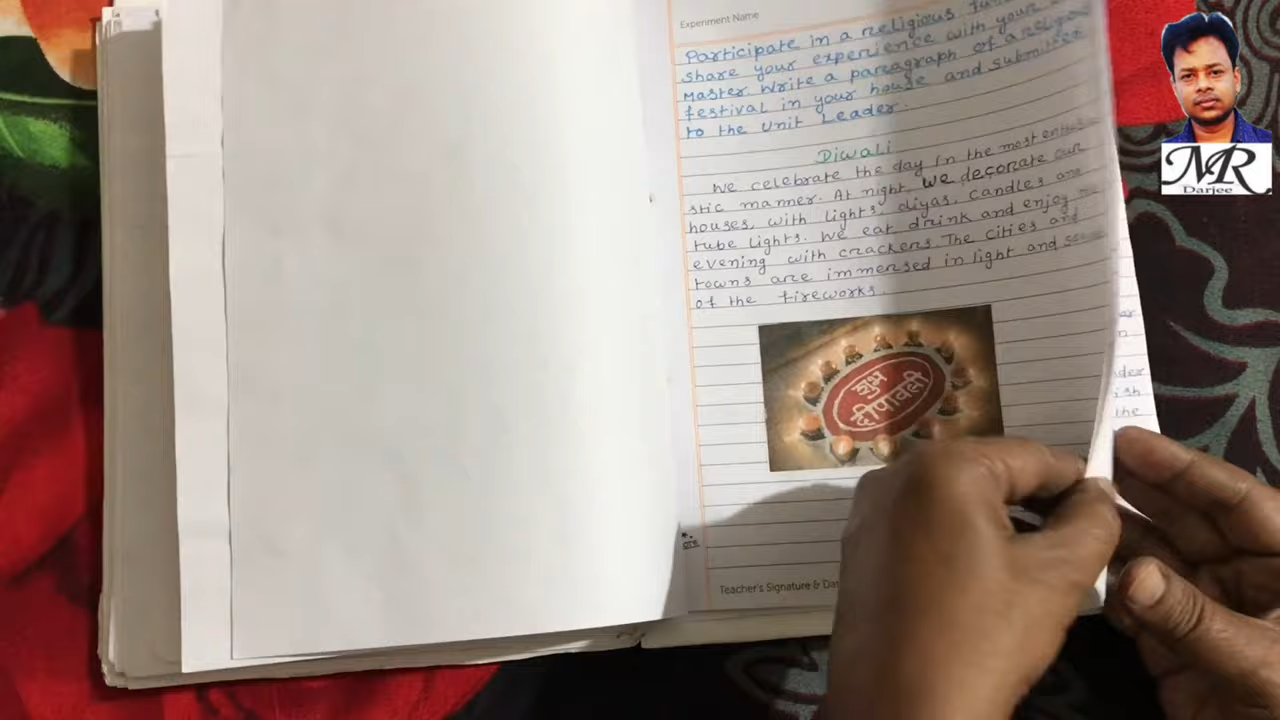 Experiment Name
Participate in a religious
share your experience with your
Master. Write a paragraph of a religious
festival in your house and submitted
to the Unit Leader.
Diwali
We celebrate the day in the most
stic manner. At night we decorate our
houses, with lights, diyas, candles and
tube lights. We eat drink and enjoy
evening with crackers. The cities and
towns are immersed in light and
of the fireworks.
शुभ
दीपावली
Teacher's Signature &
MR
Darjee
the